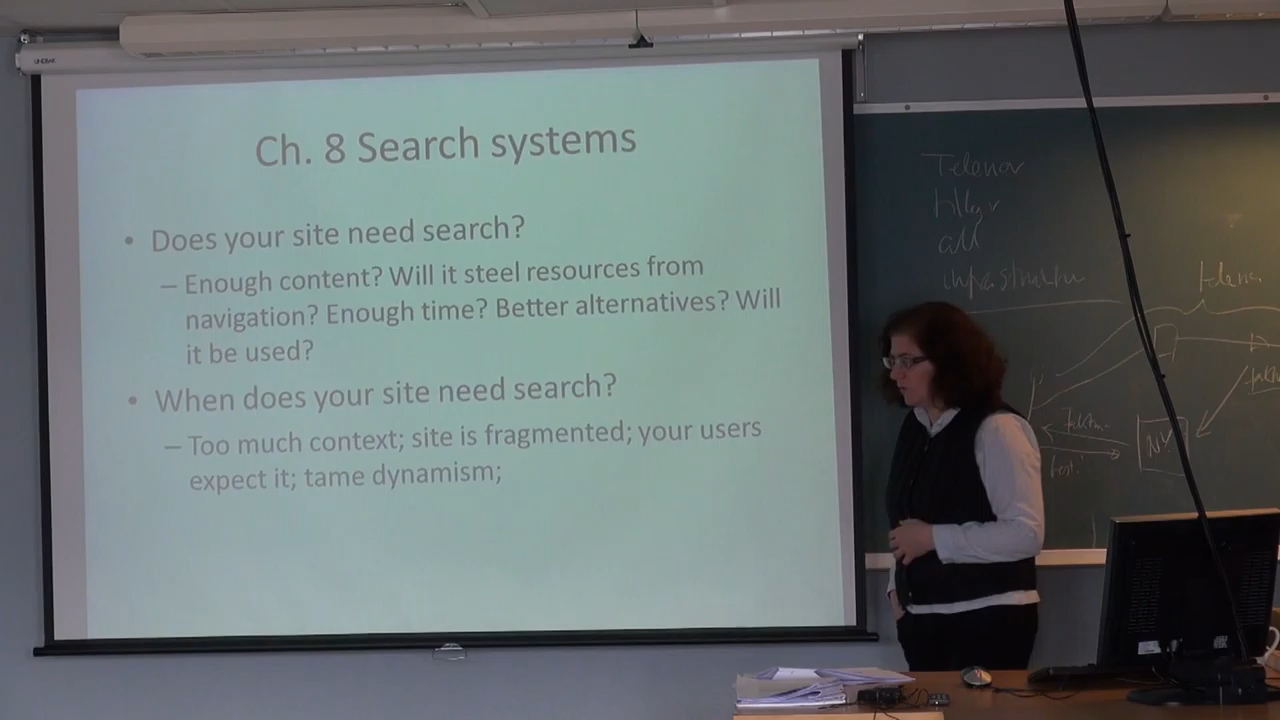 Ch. 8 Search systems
• Does your site need search?
– Enough content? Will it steel resources from
navigation? Enough time? Better alternatives? Will
it be used?
• When does your site need search?
– Too much context; site is fragmented; your users
expect it; tame dynamism;
Telenor
all
infrastruktur
NY